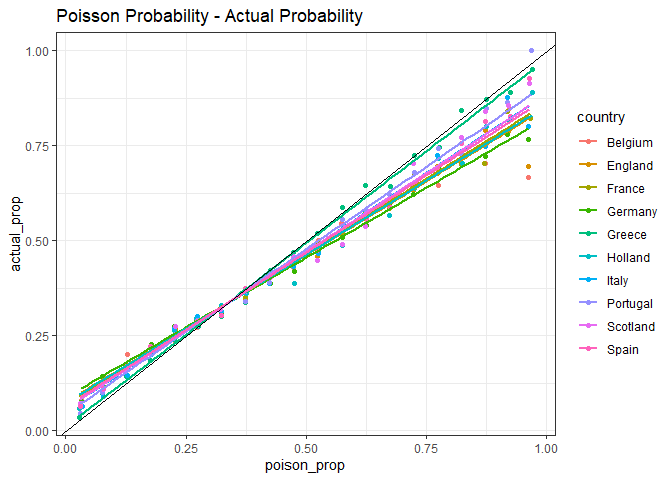 Poisson Probability - Actual Probability
1.00
0.75
0.50
0.25
0.00
actual_prop
0.00 0.25 0.50 0.75 1.00
poison_prop
country
Belgium
England
France
Germany
Greece
Holland
Italy
Portugal
Scotland
Spain